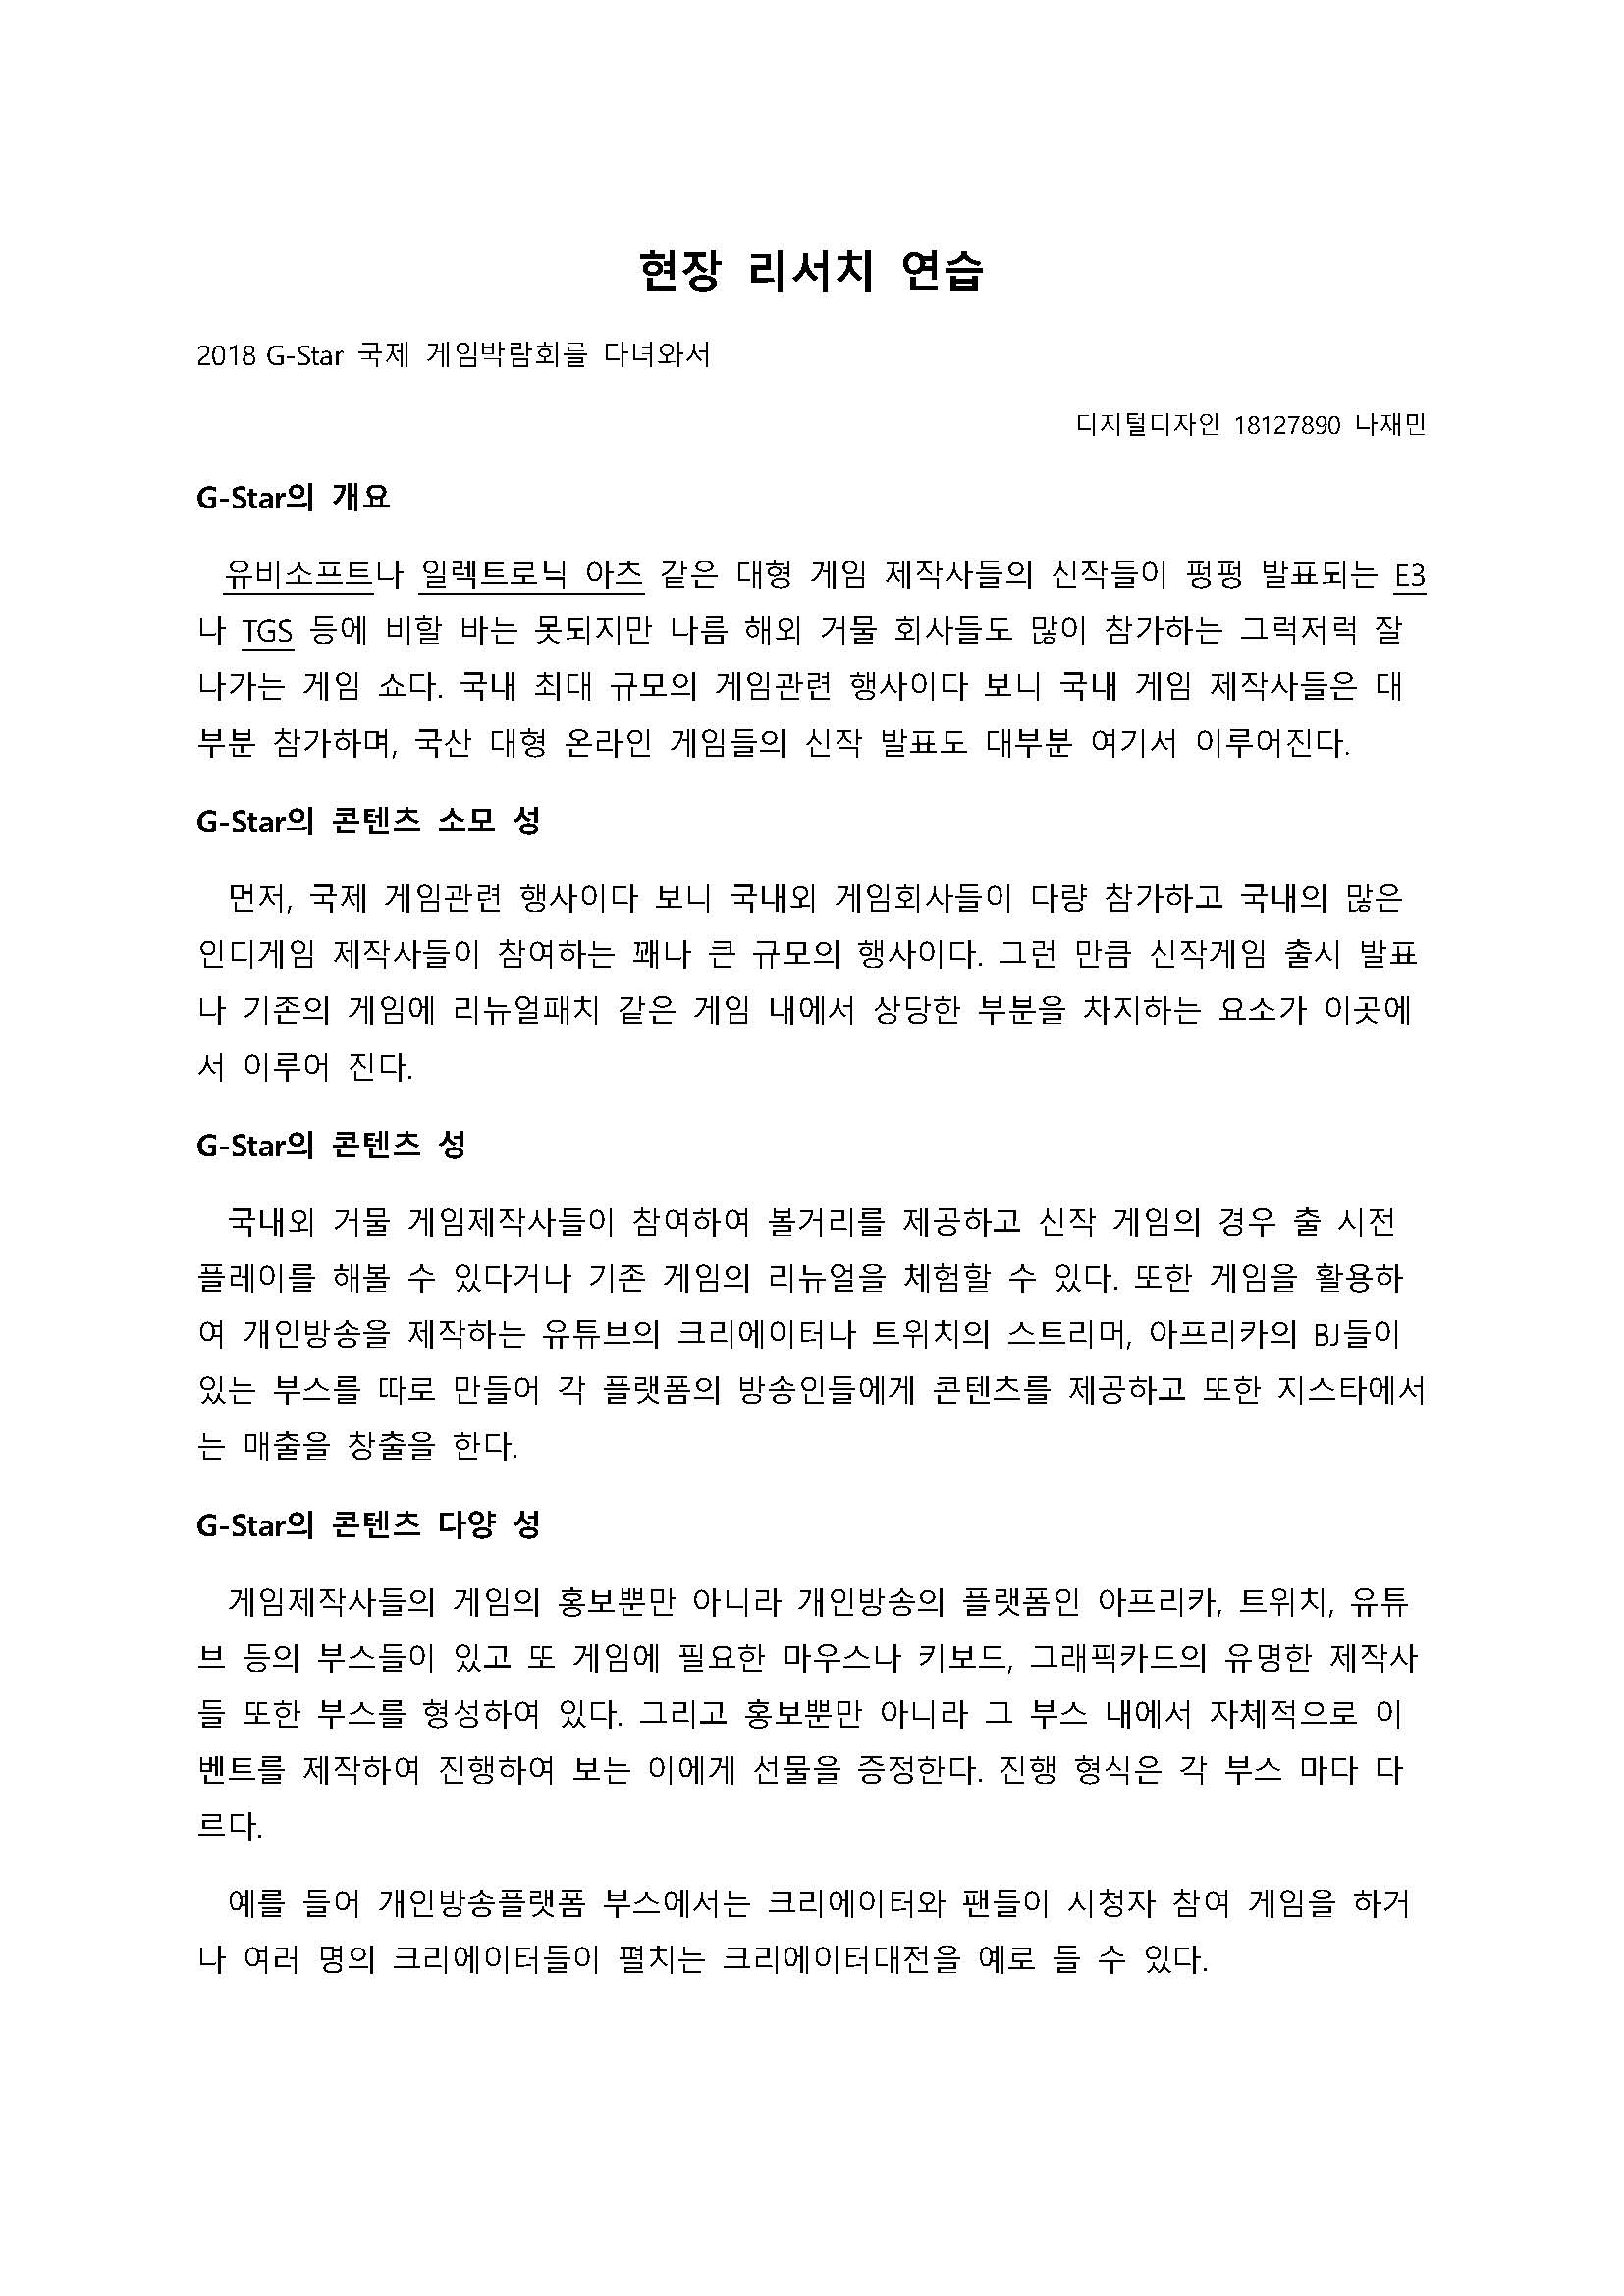 현장 리서치 연습
2018 G-Star 국제 게임박람회를 다녀와서
디지털디자인 18127890 나재민
G-Star의 개요
유비소프트나 일렉트로닉 아츠 같은 대형 게임 제작사들의 신작들이 펑펑 발표되는 E3
나 TGS 등에 비할 바는 못되지만 나름 해외 거물 회사들도 많이 참가하는 그럭저럭 잘
나가는 게임 쇼다. 국내 최대 규모의 게임관련 행사이다 보니 국내 게임 제작사들은 대
부분 참가하며, 국산 대형 온라인 게임들의 신작 발표도 대부분 여기서 이루어진다.
G-Star의 콘텐츠 소모 성
먼저, 국제 게임관련 행사이다 보니 국내외 게임회사들이 다량 참가하고 국내의 많은
인디게임 제작사들이 참여하는 꽤나 큰 규모의 행사이다. 그런 만큼 신작게임 출시 발표
나 기존의 게임에 리뉴얼패치 같은 게임 내에서 상당한 부분을 차지하는 요소가 이곳에
서 이루어 진다.
G-Star의 콘텐츠 성
국내외 거물 게임제작사들이 참여하여 볼거리를 제공하고 신작 게임의 경우 출 시전
플레이를 해볼 수 있다거나 기존 게임의 리뉴얼을 체험할 수 있다. 또한 게임을 활용하
여 개인방송을 제작하는 유튜브의 크리에이터나 트위치의 스트리머, 아프리카의 BJ들이
있는 부스를 따로 만들어 각 플랫폼의 방송인들에게 콘텐츠를 제공하고 또한 지스타에서
는 매출을 창출을 한다.
G-Star의 콘텐츠 다양 성
게임제작사들의 게임의 홍보뿐만 아니라 개인방송의 플랫폼인 아프리카, 트위치, 유튜
브 등의 부스들이 있고 또 게임에 필요한 마우스나 키보드, 그래픽카드의 유명한 제작사
들 또한 부스를 형성하여 있다. 그리고 홍보뿐만 아니라 그 부스 내에서 자체적으로 이
벤트를 제작하여 진행하여 보는 이에게 선물을 증정한다. 진행 형식은 각 부스 마다 다
르다.
예를 들어 개인방송플랫폼 부스에서는 크리에이터와 팬들이 시청자 참여 게임을 하거
나 여러 명의 크리에이터들이 펼치는 크리에이터대전을 예로 들 수 있다.